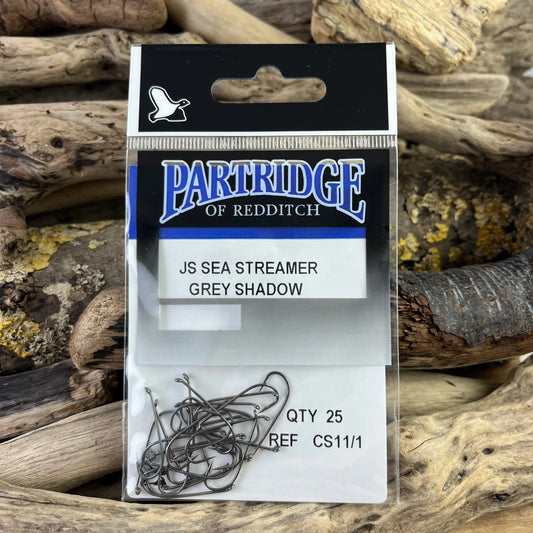 PARTRIDGE
OF REDDITCH
JS SEA STREAMER
GREY SHADOW
QTY 25
REF CS11/1